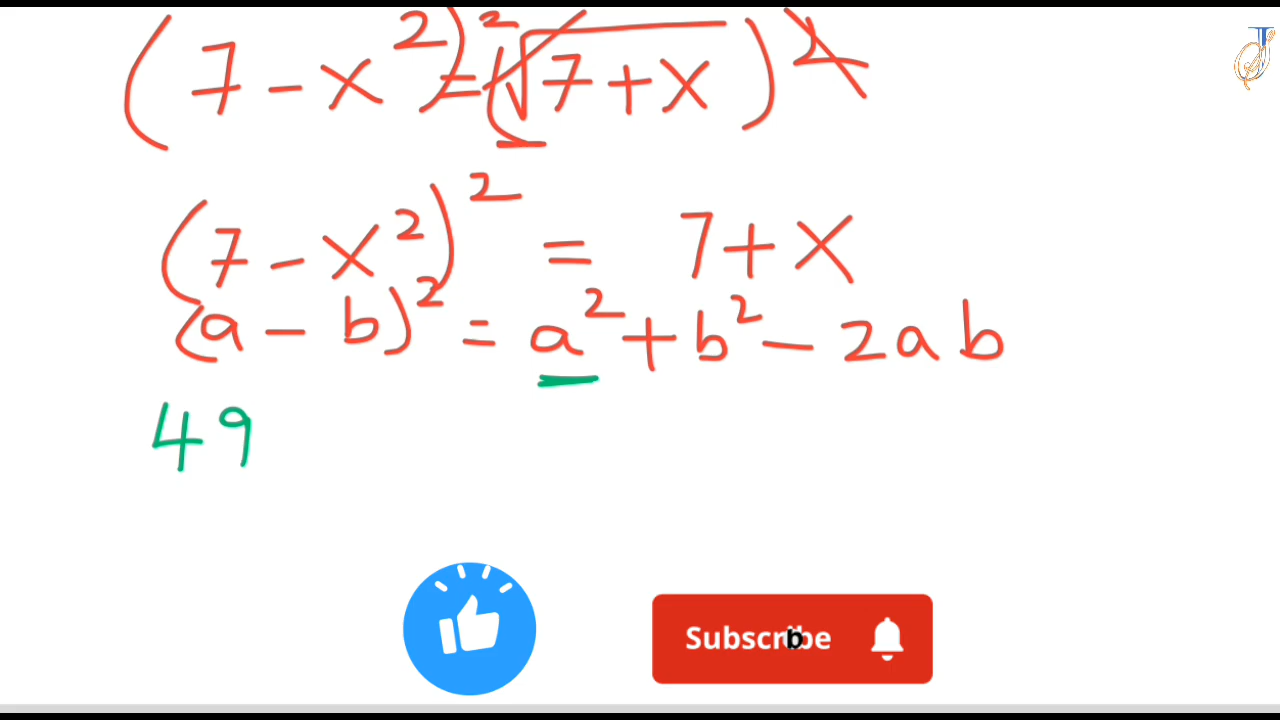 (7 - x²)² = (√7 + x)²
(7 - x²)² = 7 + x
(a - b)² = a² + b² - 2ab
49
Subscribe